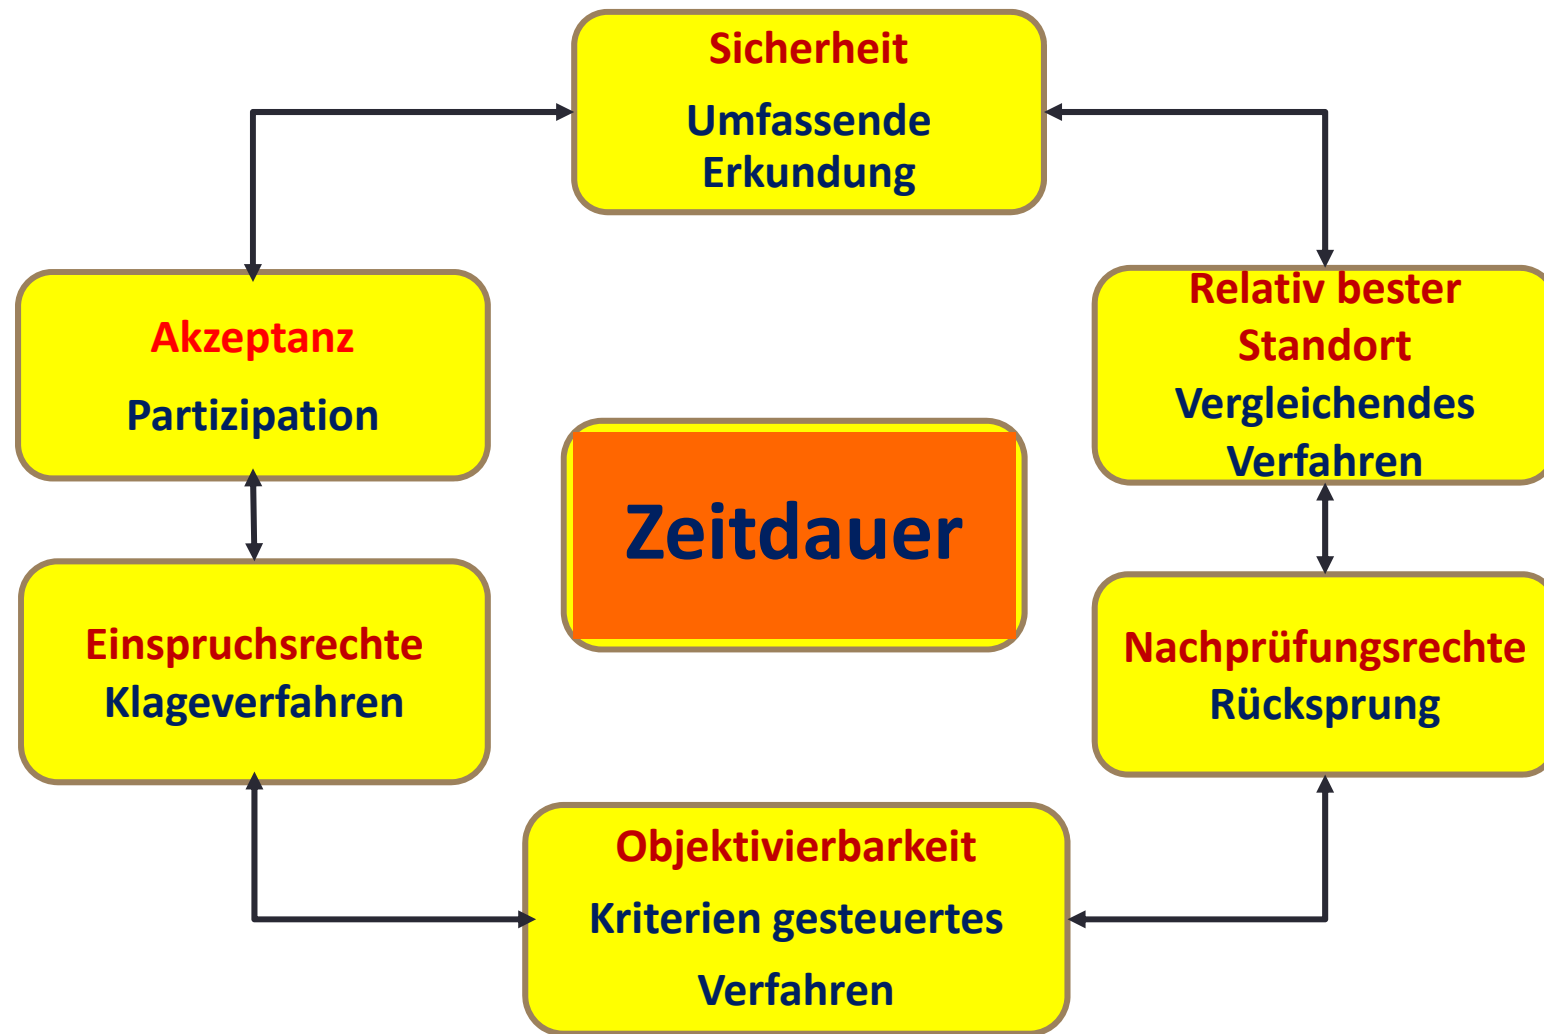 Sicherheit
Umfassende
Erkundung
Relativ bester
Standort
Vergleichendes
Verfahren
Akzeptanz
Partizipation
Zeitdauer
Einspruchsrechte
Klageverfahren
Nachprüfungsrechte
Rücksprung
Objektivierbarkeit
Kriterien gesteuertes
Verfahren